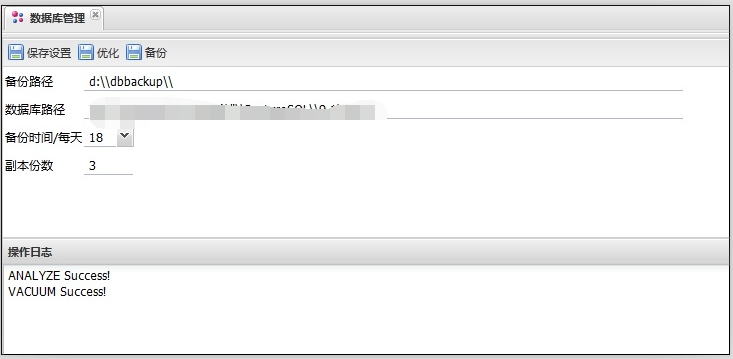 数据库管理
保存设置 优化 备份
备份路径 d:\\dbbackup\\
数据库路径
备份时间/每天 18
副本份数 3
操作日志
ANALYZE Success!
VACUUM Success!